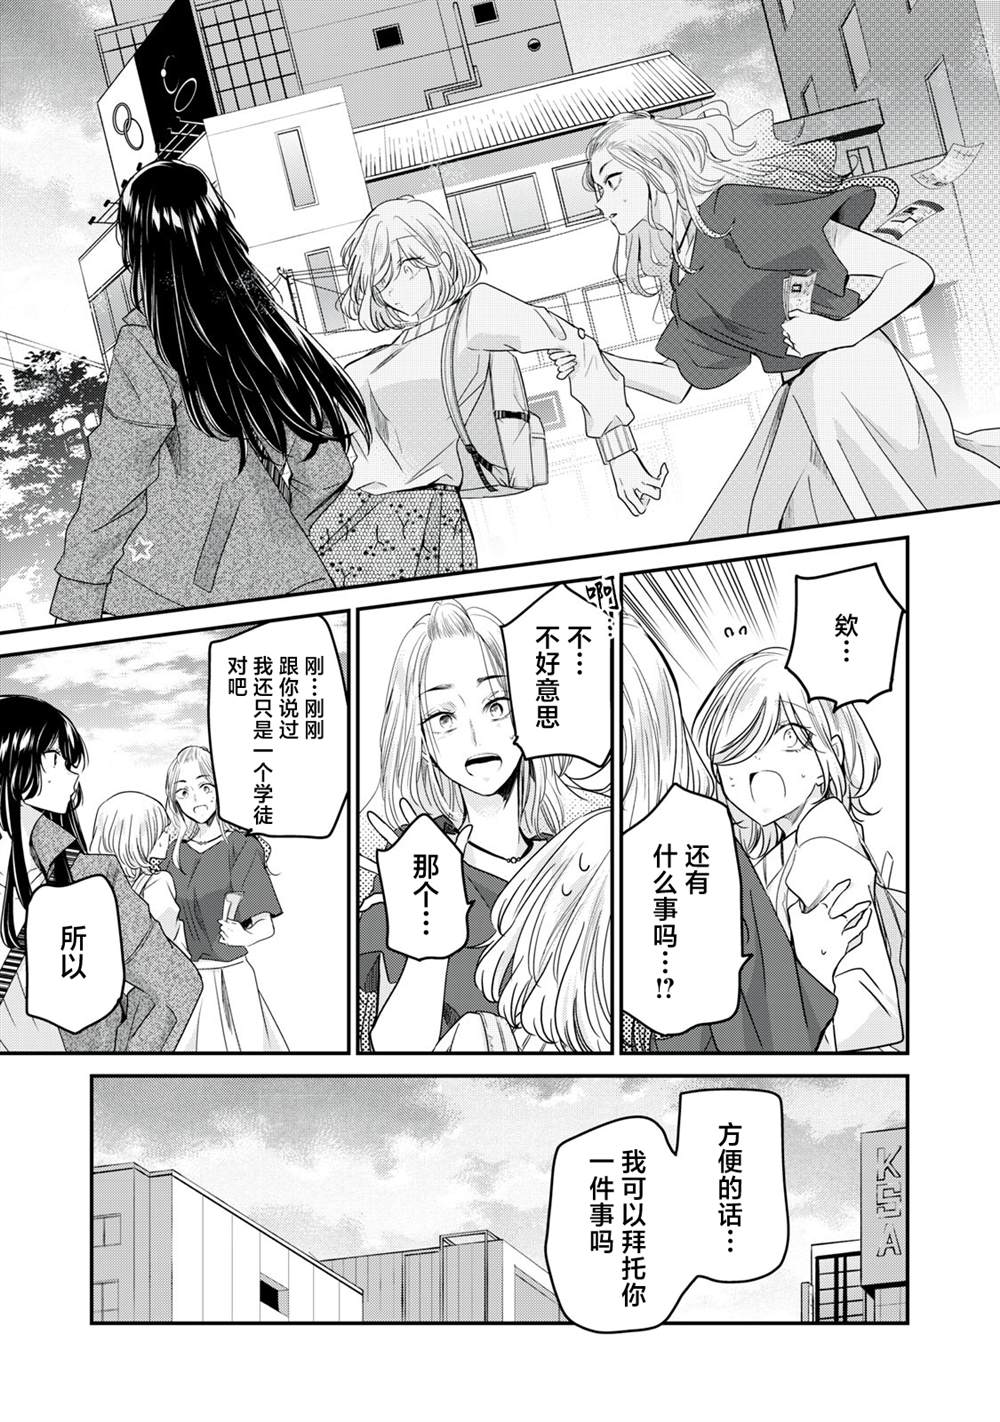 欸…
还有
什么事吗…!?
啊
不…
不好意思
那个…
刚…刚刚
跟你说过
我还只是一个学徒
对吧
所以
方便的话…
我可以拜托你
一件事吗
KESA